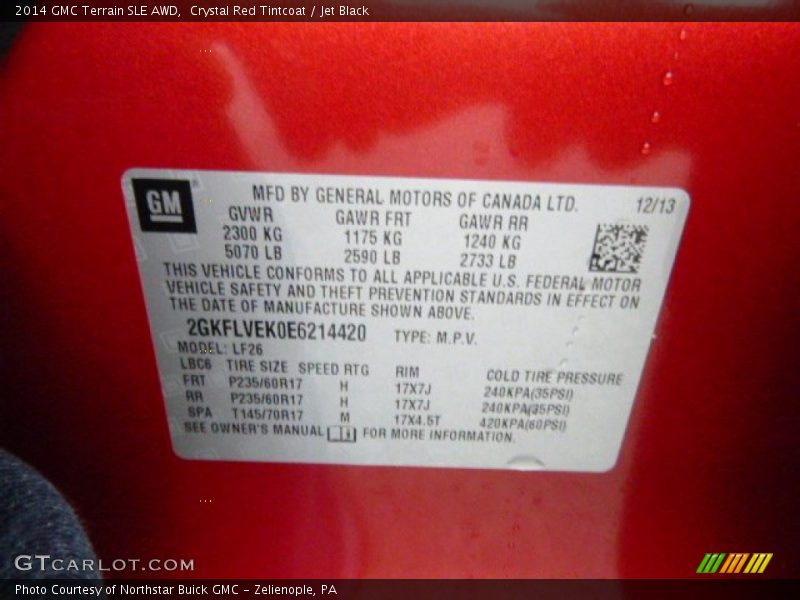 2014 GMC Terrain SLE AWD,  Crystal Red Tintcoat / Jet Black
GM
MFD BY GENERAL MOTORS OF CANADA LTD. 12/13
GVWR GAWR FRT GAWR RR
2300 KG 1175 KG 1240 KG
5070 LB 2590 LB 2733 LB
THIS VEHICLE CONFORMS TO ALL APPLICABLE U.S. FEDERAL MOTOR
VEHICLE SAFETY AND THEFT PREVENTION STANDARDS IN EFFECT ON
THE DATE OF MANUFACTURE SHOWN ABOVE.
2GKFLVEK0E6214420 TYPE: M.P.V.
MODEL: LF26
LBC6 TIRE SIZE SPEED RTG RIM COLD TIRE PRESSURE
FRT P235/60R17 H 17X7J 240KPA(35PSI)
RR P235/60R17 H 17X7J 240KPA(35PSI)
SPA T145/70R17 M 17X4.5T 420KPA(60PSI)
SEE OWNER'S MANUAL FOR MORE INFORMATION.
GTCARLOT.COM
Photo Courtesy of Northstar Buick GMC - Zelienople, PA